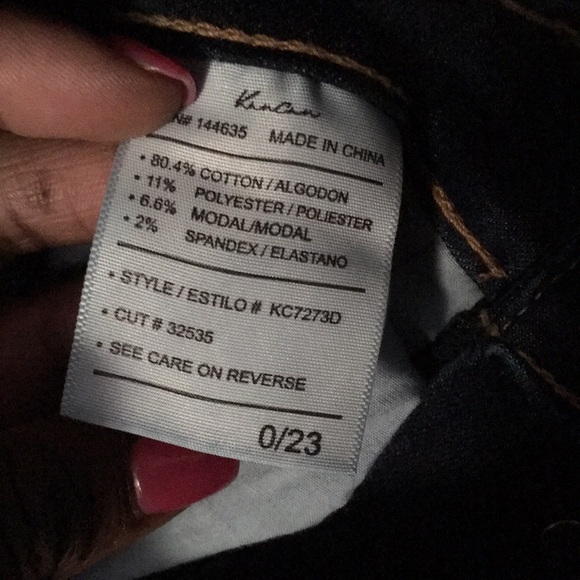 KanCan
N# 144635 MADE IN CHINA
• 80.4% COTTON / ALGODON
• 11% POLYESTER / POLIESTER
• 6.6% MODAL/MODAL
• 2% SPANDEX / ELASTANO
• STYLE / ESTILO # KC7273D
• CUT # 32535
• SEE CARE ON REVERSE
0/23